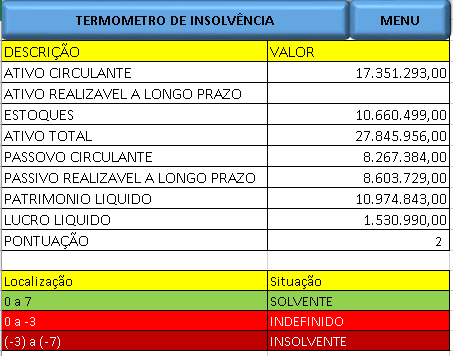 TERMOMETRO DE INSOLVÊNCIA MENU
DESCRIÇÃO VALOR
ATIVO CIRCULANTE 17.351.293,00
ATIVO REALIZAVEL A LONGO PRAZO
ESTOQUES 10.660.499,00
ATIVO TOTAL 27.845.956,00
PASSOVO CIRCULANTE 8.267.384,00
PASSIVO REALIZAVEL A LONGO PRAZO 8.603.729,00
PATRIMONIO LIQUIDO 10.974.843,00
LUCRO LIQUIDO 1.530.990,00
PONTUAÇÃO 2
Localização Situação
0 a 7 SOLVENTE
0 a -3 INDEFINIDO
(-3) a (-7) INSOLVENTE